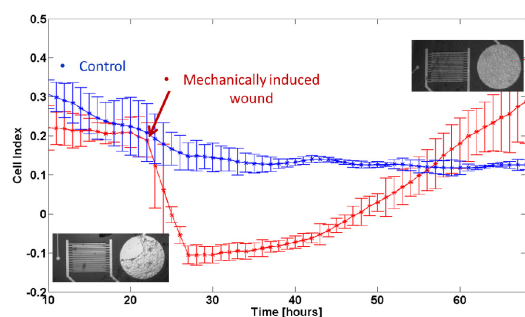 0.5
0.4
0.3
0.2
0.1
0
-0.1
-0.2
Cell Index
Control
Mechanically induced
wound
10 20 30 40 50 60
Time [hours]